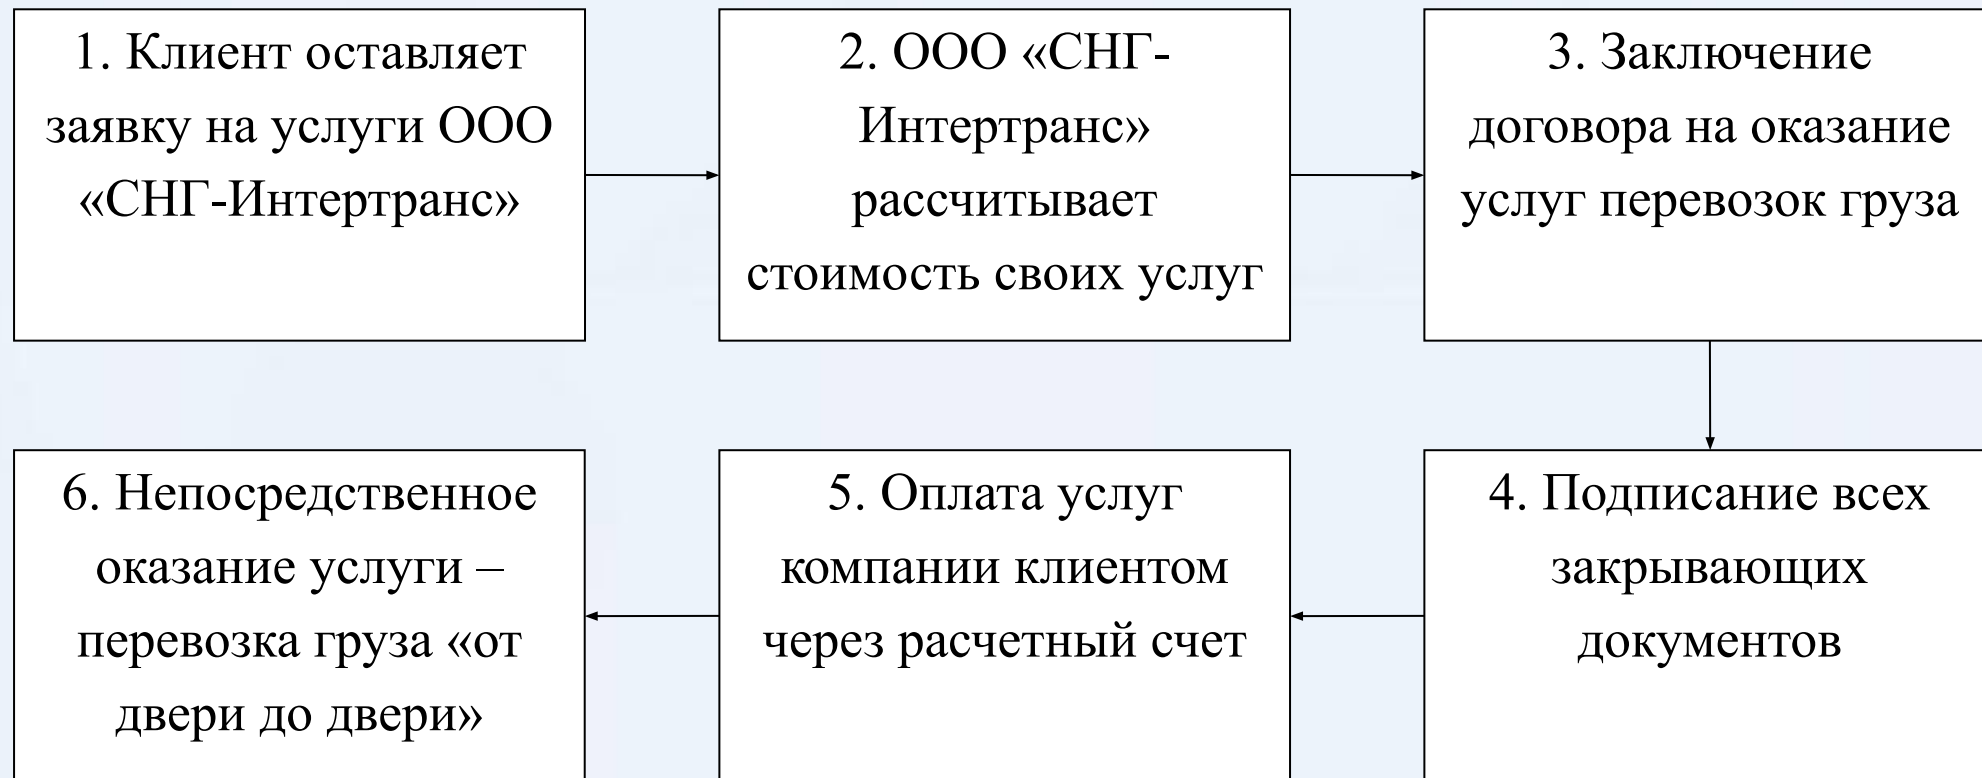 1. Клиент оставляет
заявку на услуги ООО
«СНГ-Интертранс»
2. ООО «СНГ-
Интертранс»
рассчитывает
стоимость своих услуг
3. Заключение
договора на оказание
услуг перевозок груза
4. Подписание всех
закрывающих
документов
5. Оплата услуг
компании клиентом
через расчетный счет
6. Непосредственное
оказание услуги –
перевозка груза «от
двери до двери»